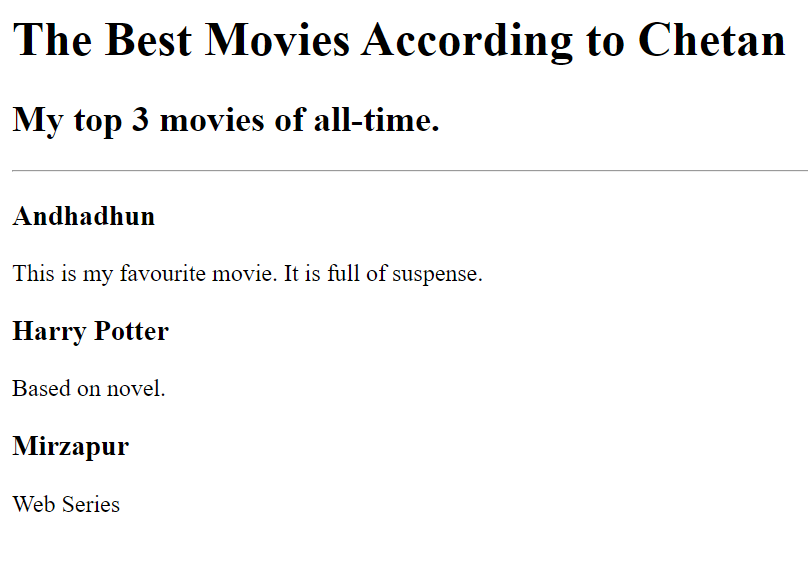 The Best Movies According to Chetan
My top 3 movies of all-time.
Andhadhun
This is my favourite movie. It is full of suspense.
Harry Potter
Based on novel.
Mirzapur
Web Series